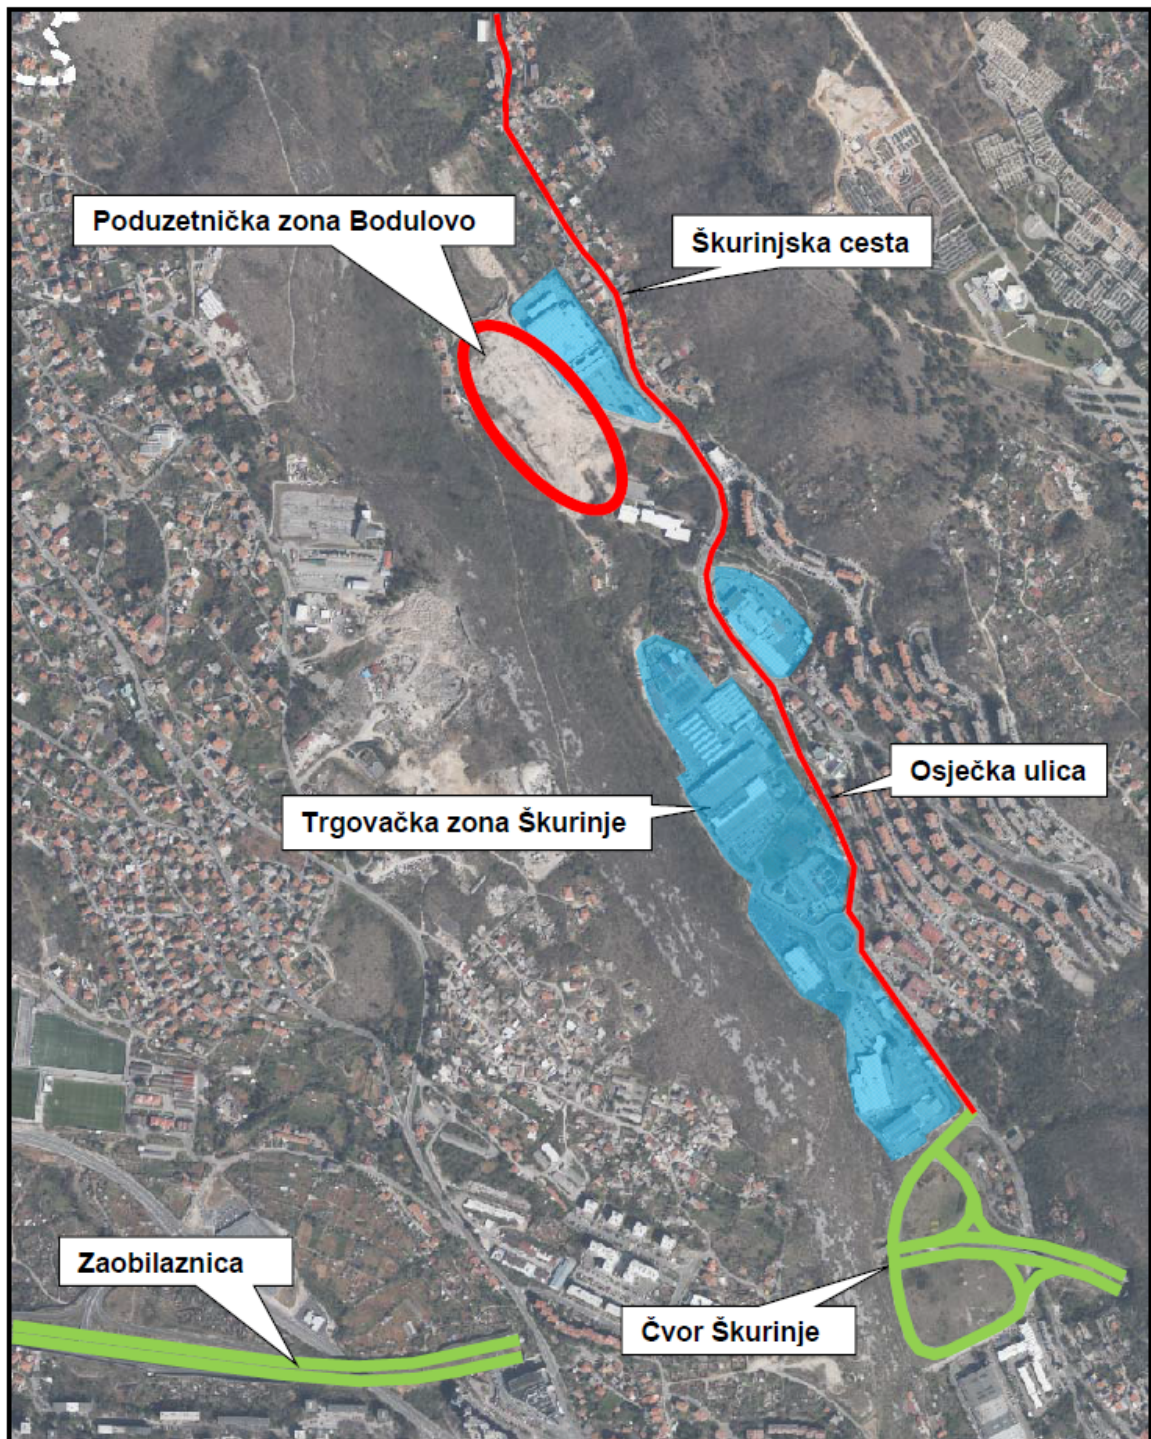 Poduzetnička zona Bodulovo
Škurinjska cesta
Osječka ulica
Trgovačka zona Škurinje
Zaobilaznica
Čvor Škurinje